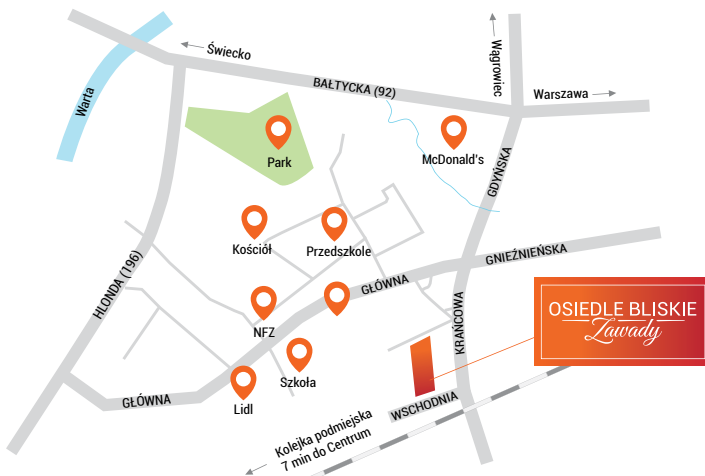 Świecko
Wągrowiec
Warta
BAŁTYCKA (92)
Warszawa
Park
McDonald's
GDYŃSKA
Kościół
Przedszkole
GNIEŹNIEŃSKA
HLONDA (196)
GŁÓWNA
OSIEDLE BLISKIE
Zawady
NFZ
KRAŃCOWA
Szkoła
Lidl
GŁÓWNA
WSCHODNIA
Kolejka podmiejska
7 min do Centrum